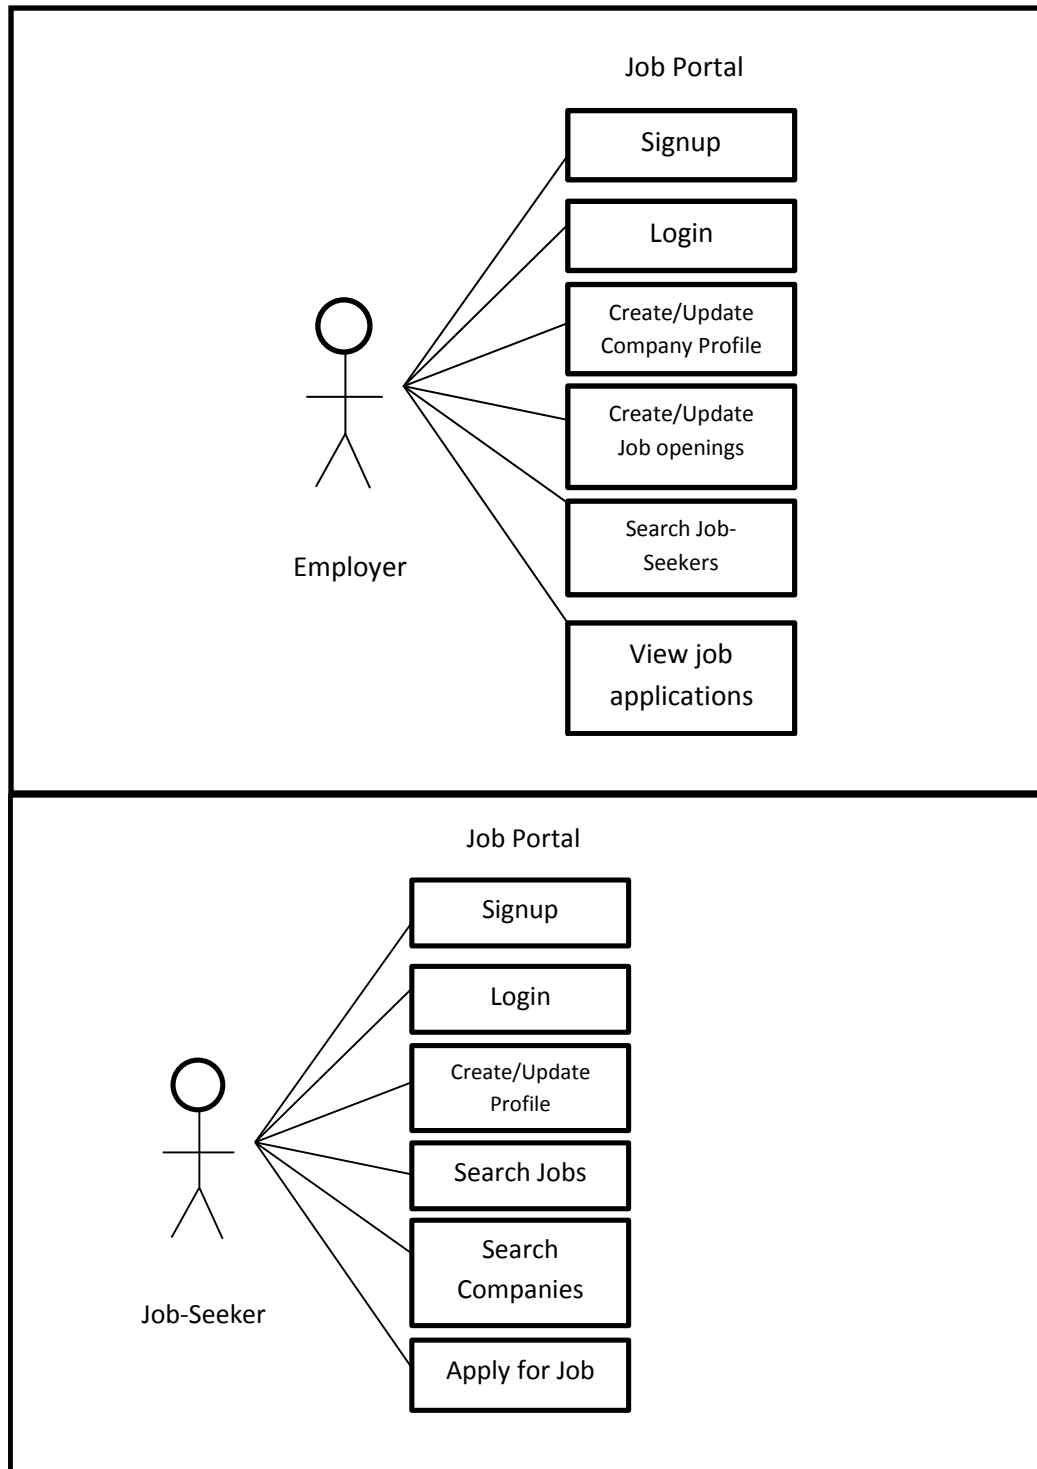 Job Portal
Signup
Login
Create/Update
Company Profile
Create/Update
Job openings
Search Job-
Seekers
Employer
View job
applications
Job Portal
Signup
Login
Create/Update
Profile
Search Jobs
Search
Companies
Job-Seeker
Apply for Job